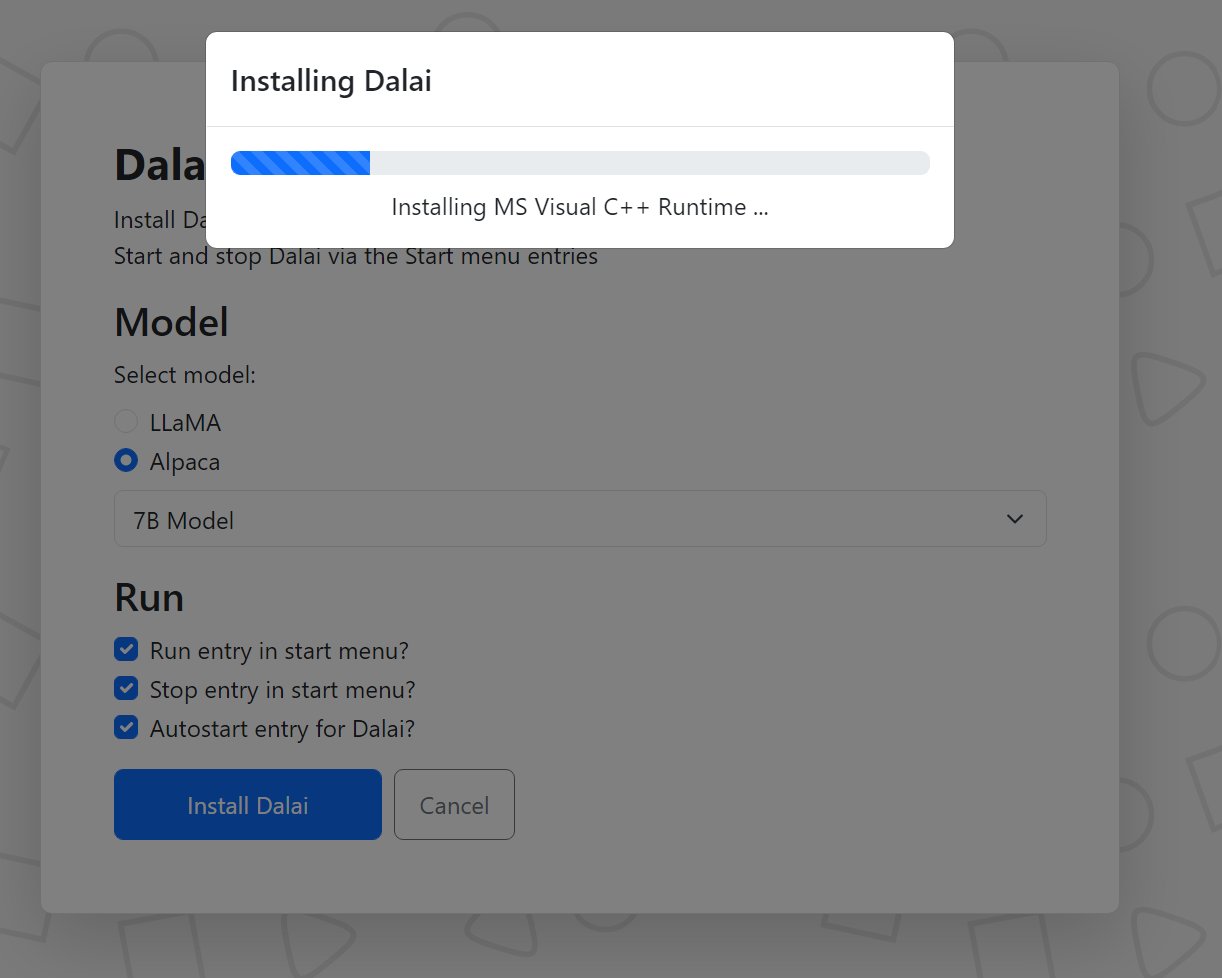 Installing Dalai
Installing MS Visual C++ Runtime ...
Dala
Install Da
Start and stop Dalai via the Start menu entries
Model
Select model:
LLaMA
Alpaca
7B Model
Run
Run entry in start menu?
Stop entry in start menu?
Autostart entry for Dalai?
Install Dalai
Cancel